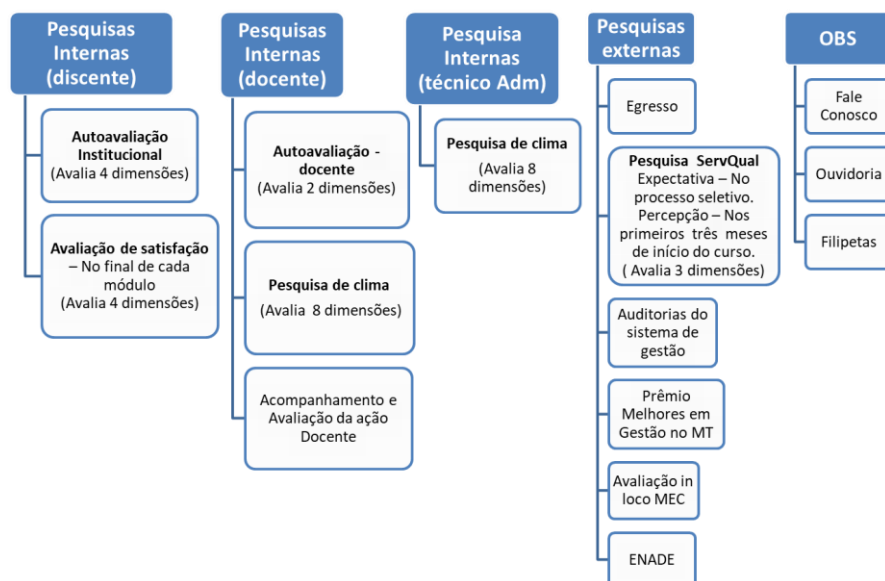 Pesquisas
Internas
(discente)
Autoavaliação
Institucional
(Avalia 4 dimensões)
Avaliação de satisfação
– No final de cada
módulo
(Avalia 4 dimensões)
Pesquisas
Internas
(docente)
Autoavaliação -
docente
(Avalia 2 dimensões)
Pesquisa de clima
(Avalia 8 dimensões)
Acompanhamento e
Avaliação da ação
Docente
Pesquisa
Internas
(técnico Adm)
Pesquisa de clima
(Avalia 8
dimensões)
Pesquisas
externas
Egresso
Pesquisa ServQual
Expectativa – No
processo seletivo.
Percepção – Nos
primeiros três meses
de início do curso.
( Avalia 3 dimensões)
Auditorias do
sistema de
gestão
Prêmio
Melhores em
Gestão no MT
Avaliação in
loco MEC
ENADE
OBS
Fale
Conosco
Ouvidoria
Filipetas